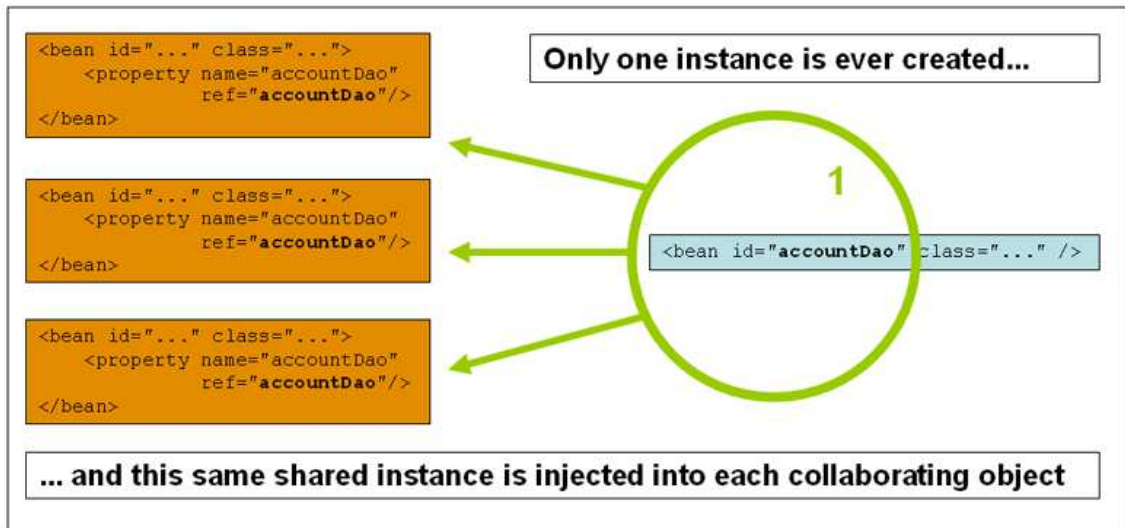 <bean id="..." class="...">
<property name="accountDao"
ref="accountDao"/>
</bean>
Only one instance is ever created...
<bean id="..." class="...">
<property name="accountDao"
ref="accountDao"/>
</bean>
1
<bean id="accountDao" class="..." />
<bean id="..." class="...">
<property name="accountDao"
ref="accountDao"/>
</bean>
... and this same shared instance is injected into each collaborating object